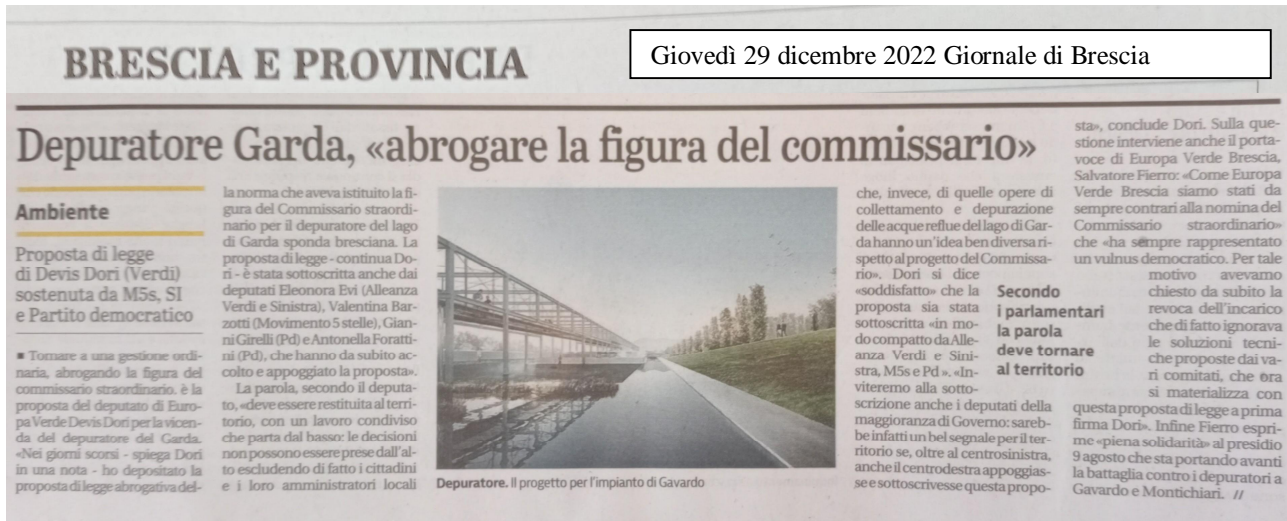 BRESCIA E PROVINCIA
Giovedì 29 dicembre 2022 Giornale di Brescia
Depuratore Garda, «abrogare la figura del commissario»
Ambiente
Proposta di legge
di Devis Dori (Verdi)
sostenuta da M5s, SI
e Partito democratico
■ Tornare a una gestione ordi-
naria, abrogando la figura del
commissario straordinario. è la
proposta del deputato di Euro-
pa Verde Devis Dori per la vicen-
da del depuratore del Garda.
«Nei giorni scorsi - spiega Dori
in una nota - ho depositato la
proposta di legge abrogativa del-
la norma che aveva istituito la fi-
gura del Commissario straordi-
nario per il depuratore del lago
di Garda sponda bresciana. La
proposta di legge - continua Do-
ri - è stata sottoscritta anche dai
deputati Eleonora Evi (Alleanza
Verdi e Sinistra), Valentina Bar-
zotti (Movimento 5 stelle), Gian-
ni Girelli (Pd) e Antonella Foratti-
ni (Pd), che hanno da subito ac-
colto e appoggiato la proposta».
La parola, secondo il deputa-
to, «deve essere restituita al terri-
torio, con un lavoro condiviso
che parta dal basso: le decisioni
non possono essere prese dall'al-
to escludendo di fatto i cittadini
e i loro amministratori locali
Depuratore. Il progetto per l'impianto di Gavardo
che, invece, di quelle opere di
collettamento e depurazione
delle acque reflue del lago di Gar-
da hanno un'idea ben diversa ri-
spetto al progetto del Commissa-
rio». Dori si dice
«soddisfatto» che la
proposta sia stata
sottoscritta «in mo-
do compatto da Alle-
anza Verdi e Sini-
stra, M5s e Pd». «In-
viteremo alla sotto-
scrizione anche i deputati della
maggioranza di Governo: sareb-
be infatti un bel segnale per il ter-
ritorio se, oltre al centrosinistra,
anche il centrodestra appoggias-
se e sottoscrivesse questa propo-
Secondo
i parlamentari
la parola
deve tornare
al territorio
sta», conclude Dori. Sulla que-
stione interviene anche il porta-
voce di Europa Verde Brescia,
Salvatore Fierro: «Come Europa
Verde Brescia siamo stati da
sempre contrari alla nomina del
Commissario straordinario»
che «ha sempre rappresentato
un vulnus democratico. Per tale
motivo avevamo
chiesto da subito la
revoca dell'incarico
che di fatto ignorava
le soluzioni tecni-
che proposte dai va-
ri comitati, che ora
si materializza con
questa proposta di legge a prima
firma Dori». Infine Fierro espri-
me «piena solidarietà» al presidio
9 agosto che sta portando avanti
la battaglia contro i depuratori a
Gavardo e Montichiari. //